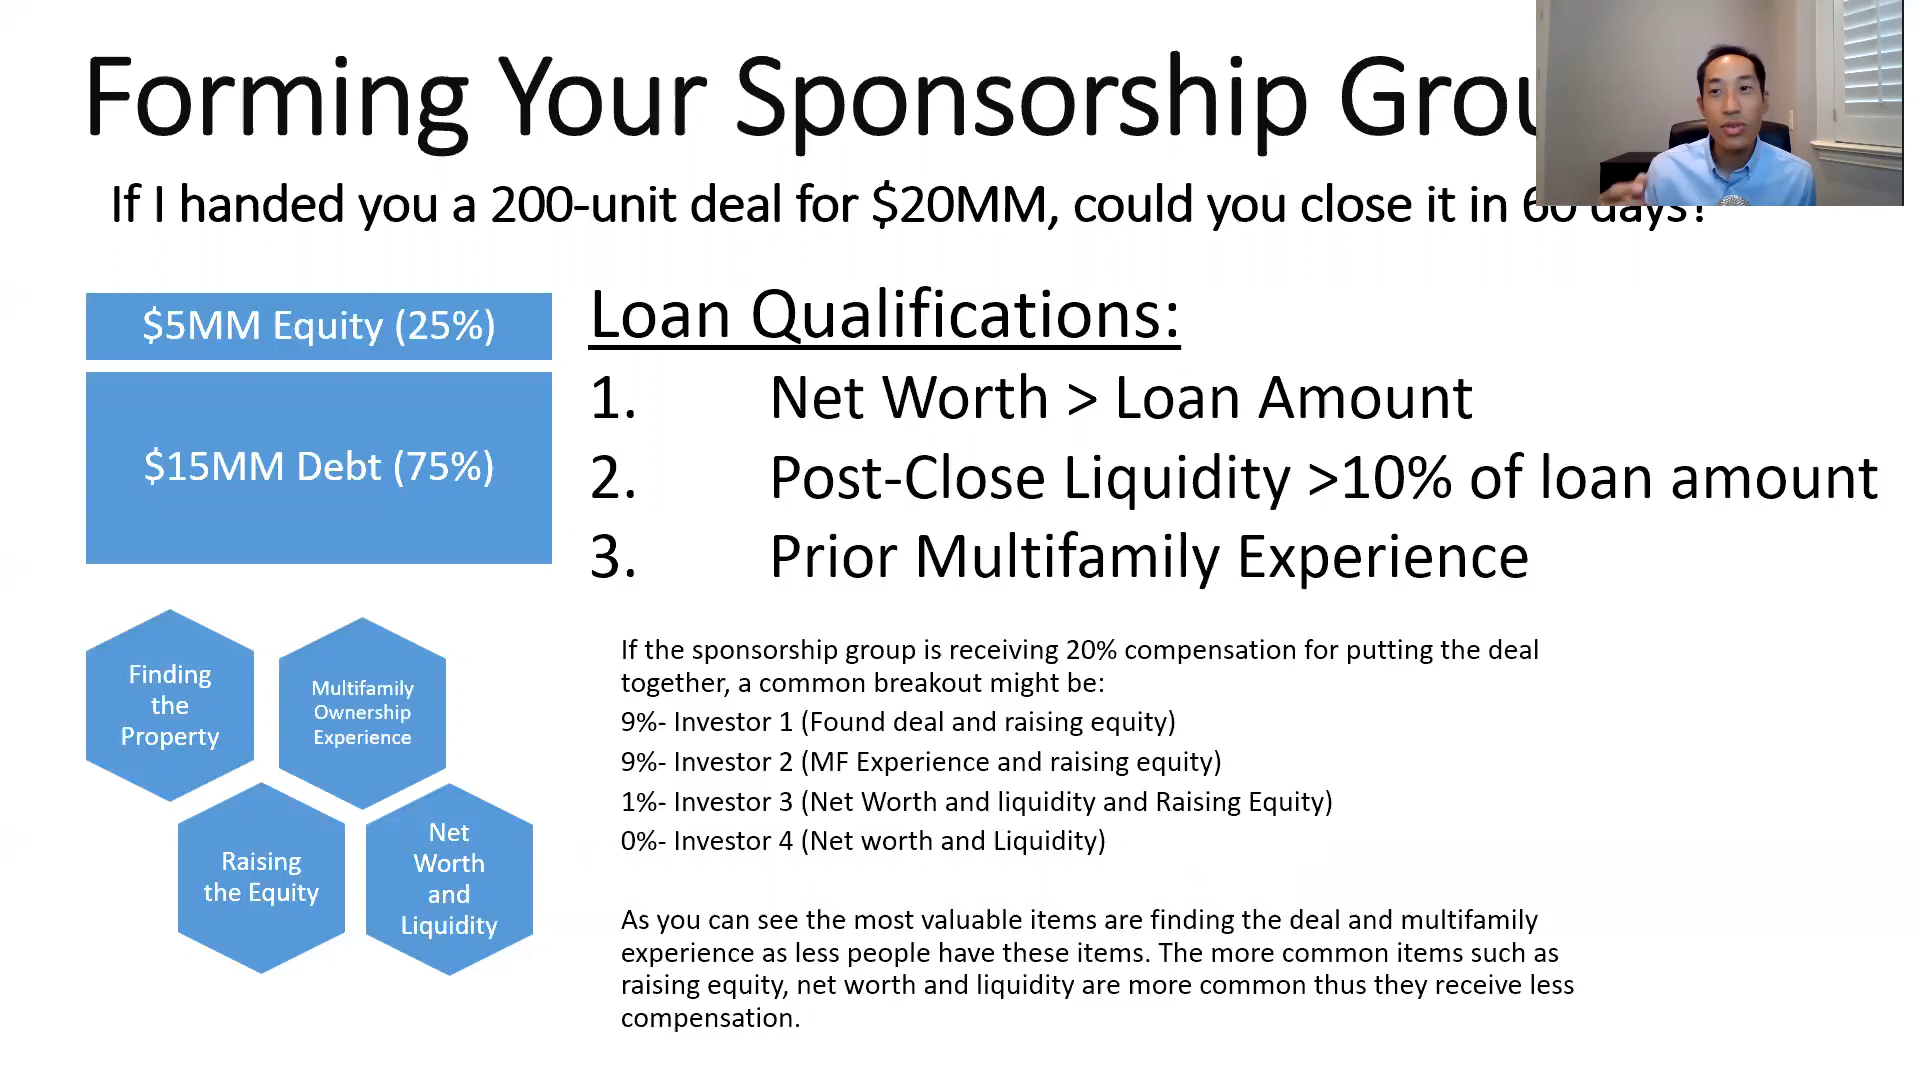 Forming Your Sponsorship
If I handed you a 200-unit deal for $20MM, could you close it in 60 days?
$5MM Equity (25%)
$15MM Debt (75%)
Loan Qualifications:
1. Net Worth > Loan Amount
2. Post-Close Liquidity >10% of loan amount
3. Prior Multifamily Experience
Finding
the
Property
Multifamily
Ownership
Experience
Raising
the Equity
Net
Worth
and
Liquidity
If the sponsorship group is receiving 20% compensation for putting the deal
together, a common breakout might be:
9%- Investor 1 (Found deal and raising equity)
9%- Investor 2 (MF Experience and raising equity)
1%- Investor 3 (Net Worth and liquidity and Raising Equity)
0%- Investor 4 (Net worth and Liquidity)
As you can see the most valuable items are finding the deal and multifamily
experience as less people have these items. The more common items such as
raising equity, net worth and liquidity are more common thus they receive less
compensation.